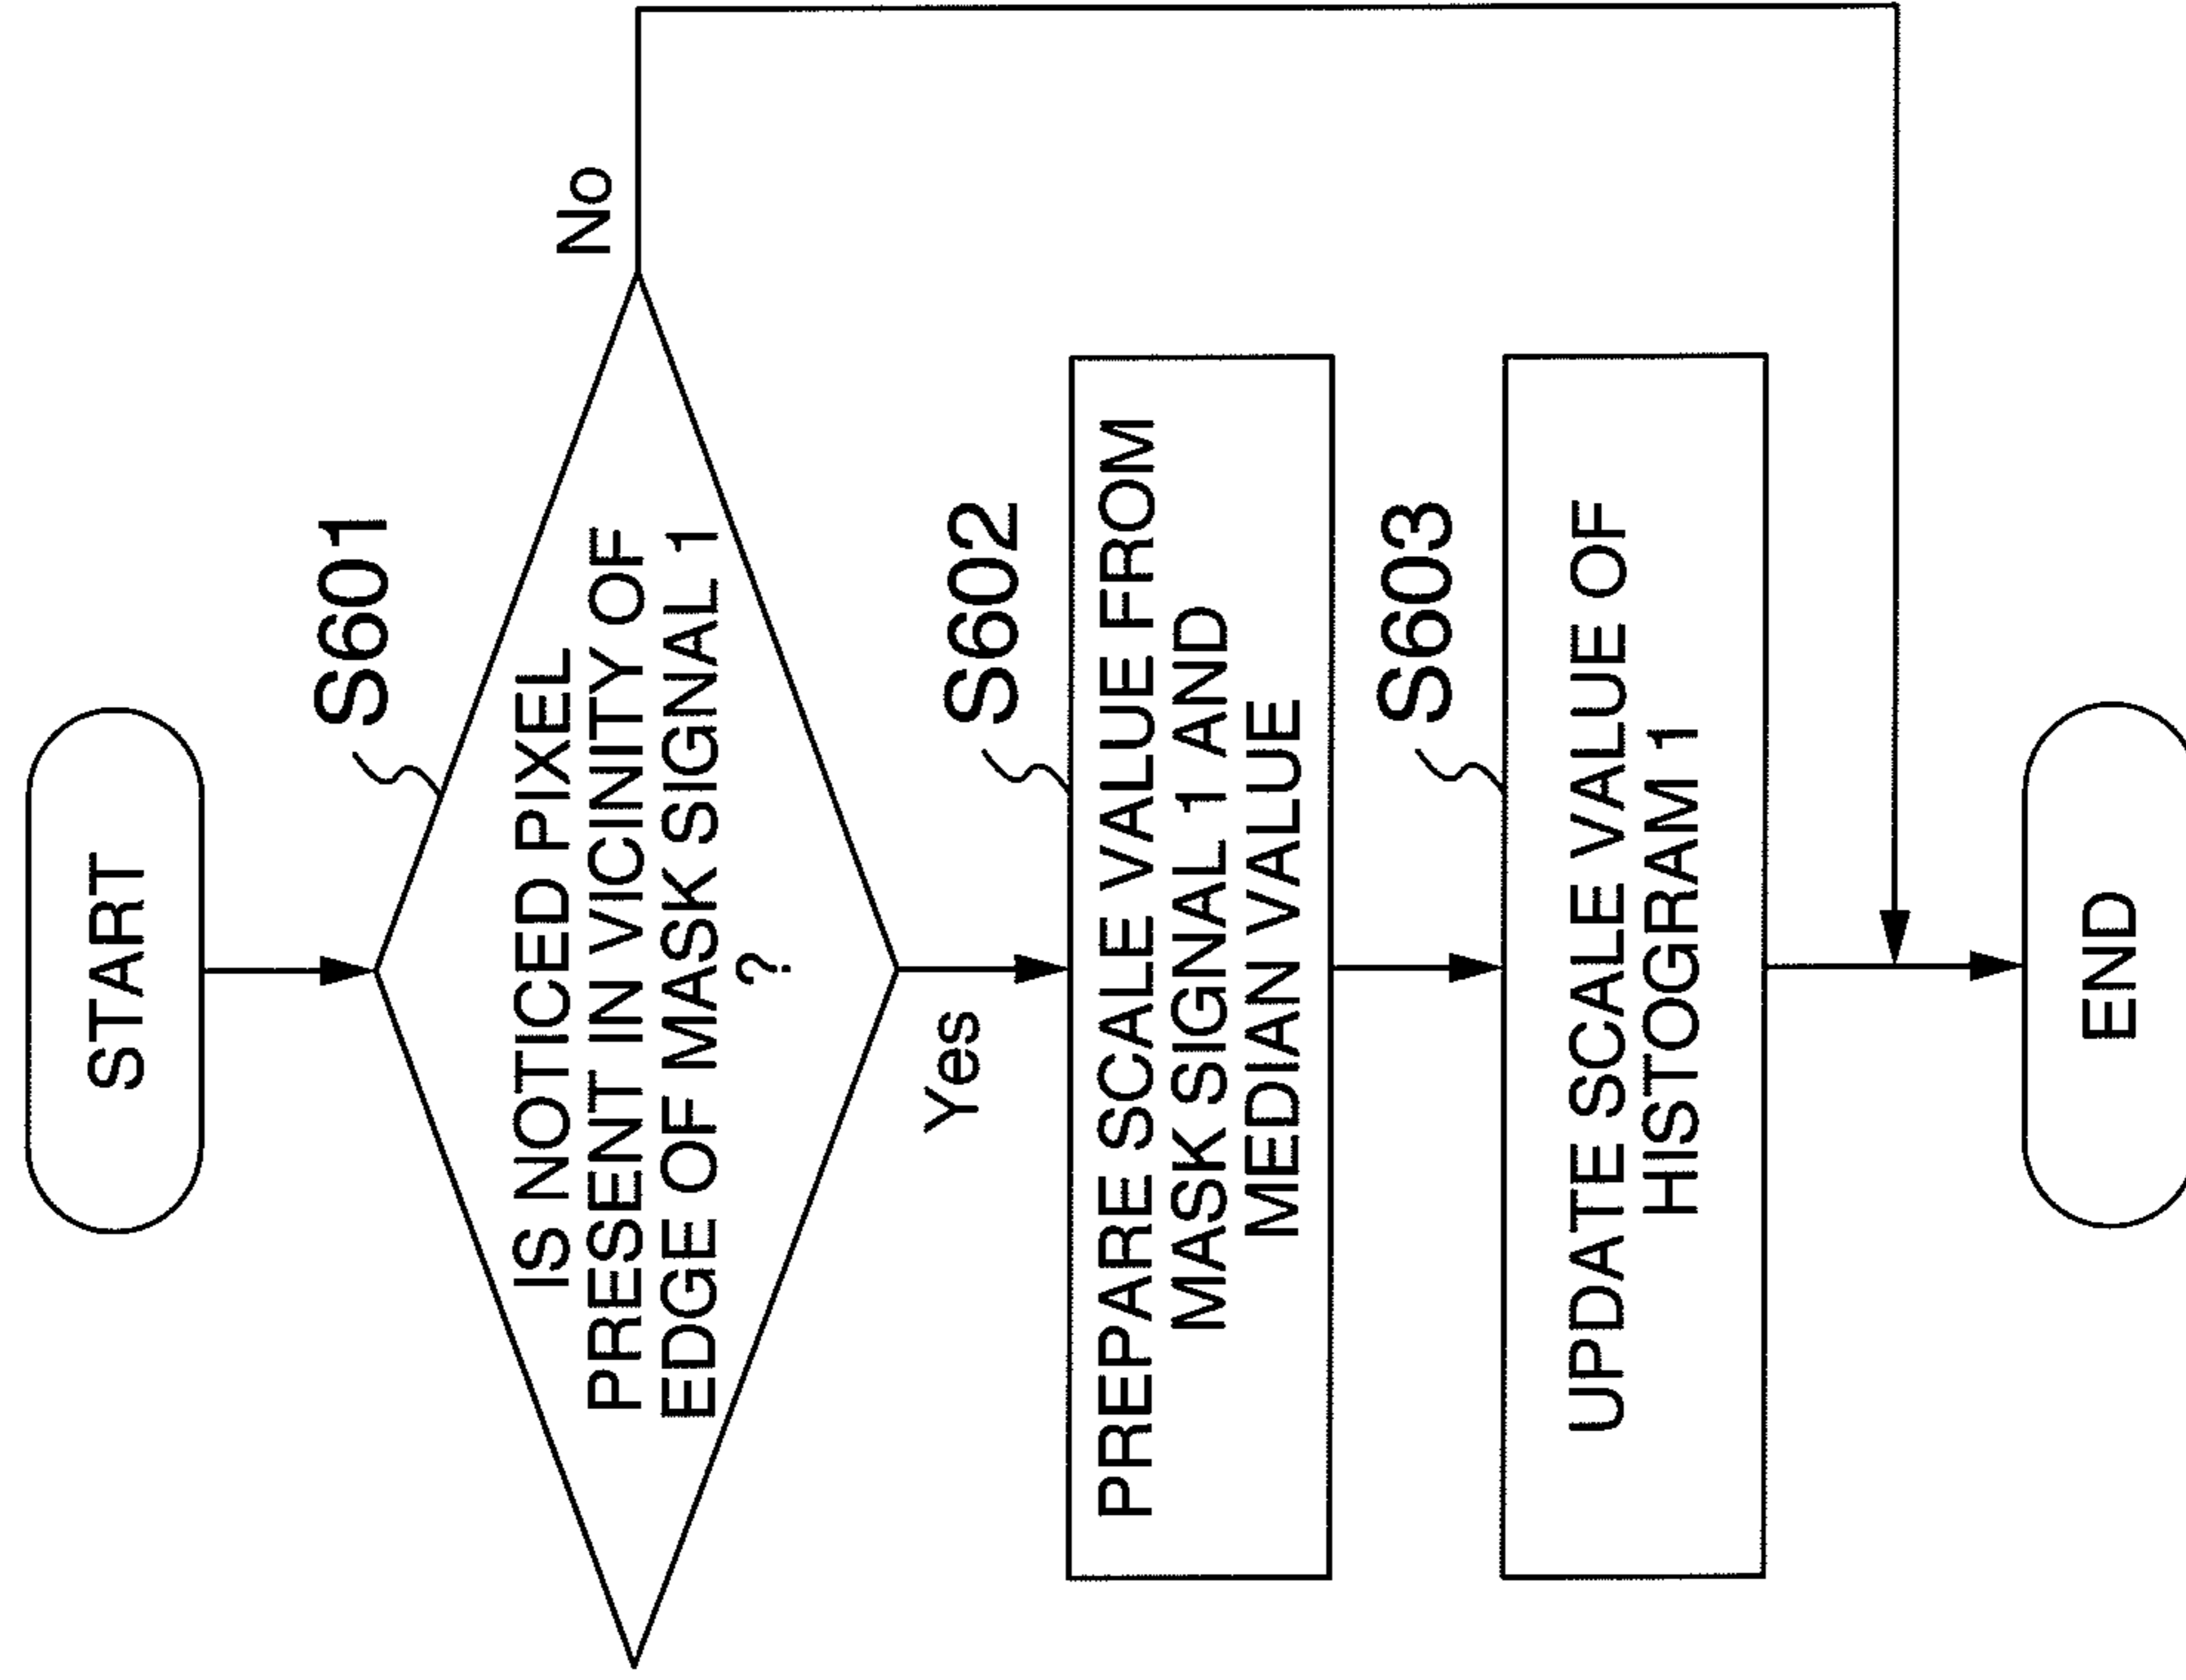 START
S601
IS NOTICED PIXEL
PRESENT IN VICINITY OF
EDGE OF MASK SIGNAL 1
?
No
Yes
S602
PREPARE SCALE VALUE FROM
MASK SIGNAL 1 AND
MEDIAN VALUE
S603
UPDATE SCALE VALUE OF
HISTOGRAM 1
END